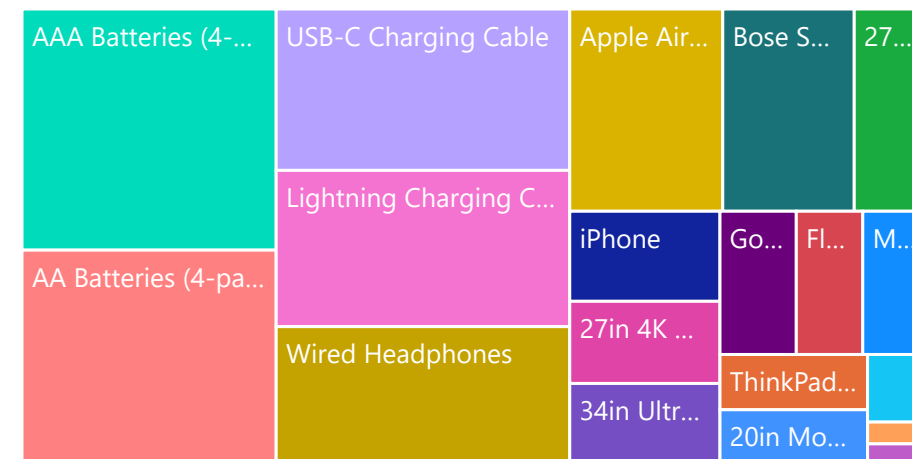 AAA Batteries (4-...
AA Batteries (4-pa...
USB-C Charging Cable
Lightning Charging C...
Wired Headphones
Apple Air...
Bose S...
27...
iPhone
27in 4K ...
34in Ultr...
Go...
Fl...
M...
ThinkPad...
20in Mo...